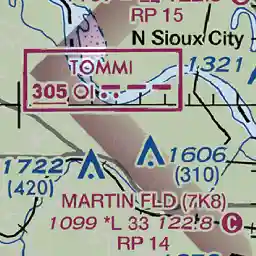 RP 15
N Sioux City
TOMMI
1321
305 OI
1722
(420)
1606
(310)
MARTIN FLD (7K8)
1099 *L 33 122.8 C
RP 14